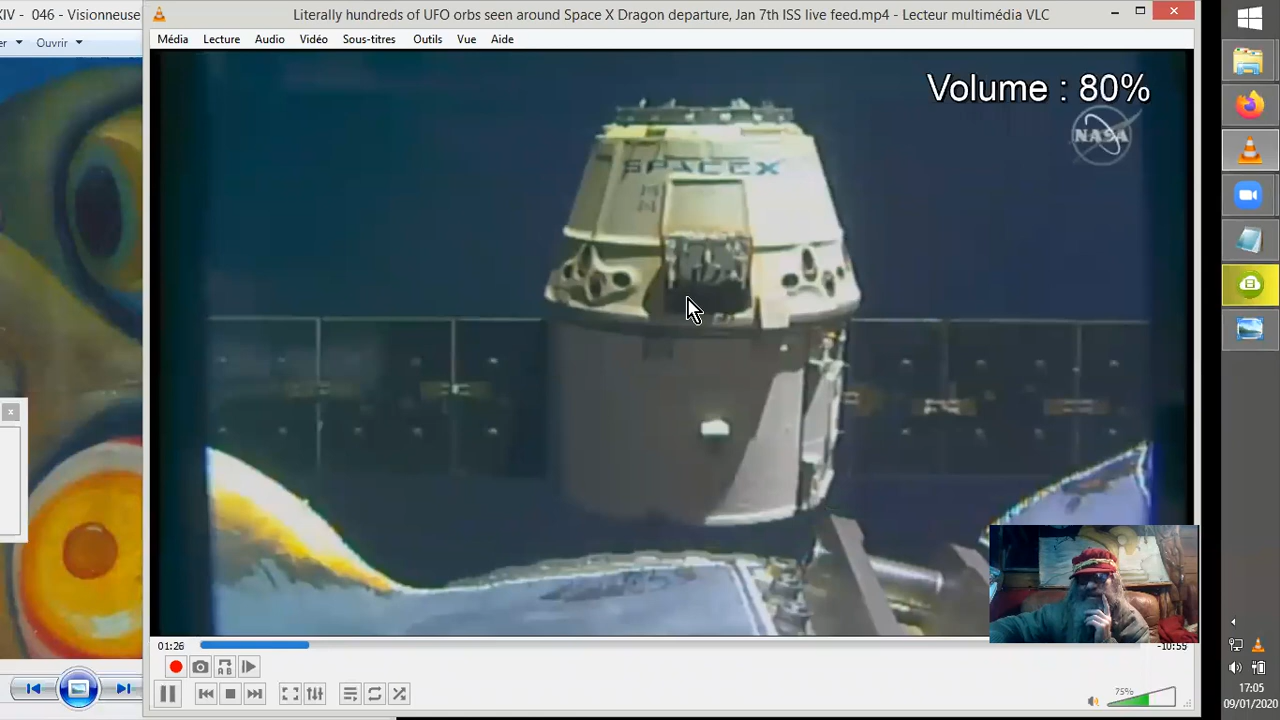 IV - 046 - Visionneuse
Literally hundreds of UFO orbs seen around Space X Dragon departure, Jan 7th ISS live feed.mp4 - Lecteur multimédia VLC
er
Ouvrir
Média Lecture Audio Vidéo Sous-titres Outils Vue Aide
Volume : 80%
NASA
SPACEX
01:26
-10:55
A B
75%
17:05
09/01/2020